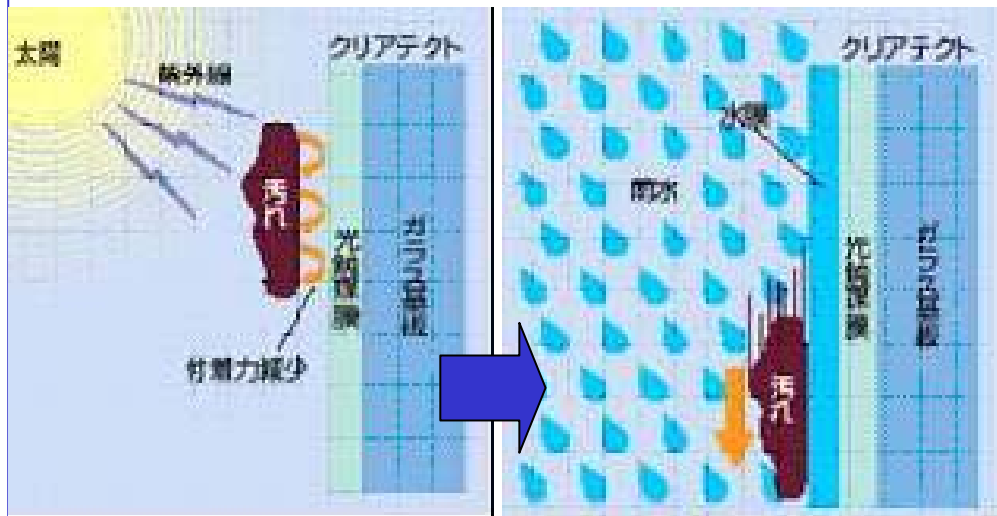 太陽
紫外線
クリアテクト
汚れ
光触媒膜
ガラス基板
付着力減少
クリアテクト
水膜
雨水
光触媒膜
ガラス基板
汚れ